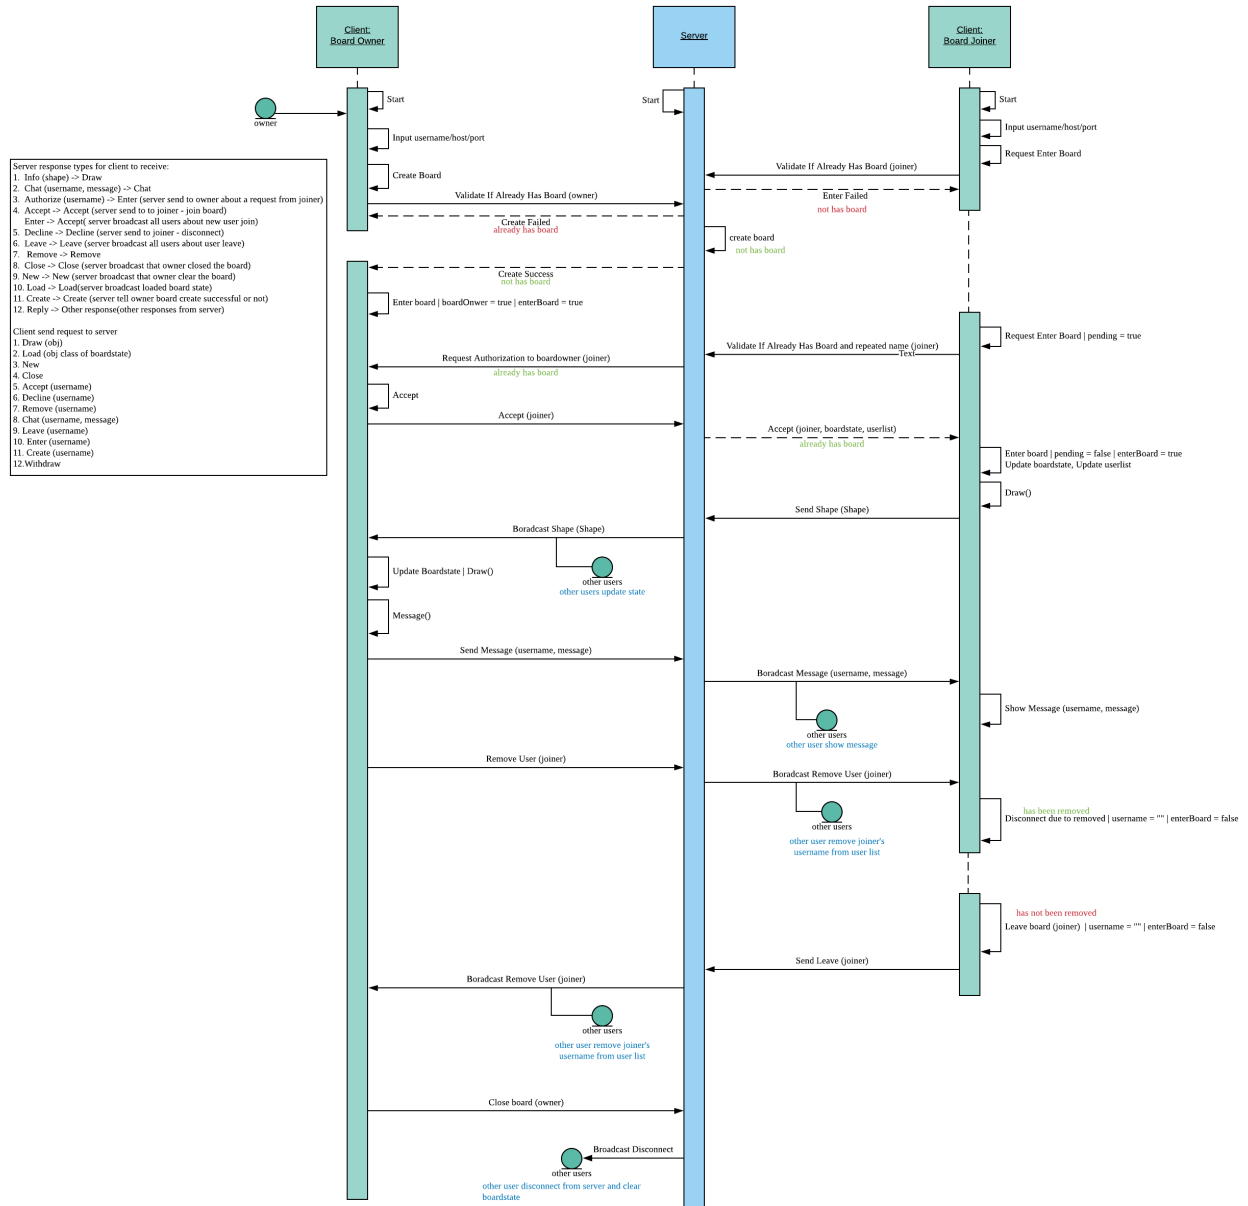 Client:
Board Owner
Server
Client:
Board Joiner
Start
Start
Start
owner
Input username/host/port
Input username/host/port
Request Enter Board
Create Board
Validate If Already Has Board (joiner)
Enter Failed
not has board
Validate If Already Has Board (owner)
Create Failed
already has board
create board
not has board
Create Success
not has board
Enter board | boardOnwer = true | enterBoard = true
Server response types for client to receive:
1. Info (shape) -> Draw
2. Chat (username, message) -> Chat
3. Authorize (username) -> Enter (server send to owner about a request from joiner)
4. Accept -> Accept (server send to to joiner - join board)
Enter -> Accept( server broadcast all users about new user join)
5. Decline -> Decline (server send to joiner - disconnect)
6. Leave -> Leave (server broadcast all users about user leave)
7. Remove -> Remove
8. Close -> Close (server broadcast that owner closed the board)
9. New -> New (server broadcast that owner clear the board)
10. Load -> Load(server broadcast loaded board state)
11. Create -> Create (server tell owner board create successful or not)
12. Reply -> Other response(other responses from server)
Client send request to server
1. Draw (obj)
2. Load (obj class of boardstate)
3. New
4. Close
5. Accept (username)
6. Decline (username)
7. Remove (username)
8. Chat (username, message)
9. Leave (username)
10. Enter (username)
11. Create (username)
12.Withdraw
Request Enter Board | pending = true
Validate If Already Has Board and repeated name (joiner)
Text
Request Authorization to boardowner (joiner)
already has board
Accept
Accept (joiner)
Accept (joiner, boardstate, userlist)
already has board
Enter board | pending = false | enterBoard = true
Update boardstate, Update userlist
Draw()
Send Shape (Shape)
Boradcast Shape (Shape)
other users
other users update state
Update Boardstate | Draw()
Message()
Send Message (username, message)
Boradcast Message (username, message)
other users
other user show message
Show Message (username, message)
Remove User (joiner)
Boradcast Remove User (joiner)
other users
other user remove joiner's
username from user list
has been removed
Disconnect due to removed | username = "" | enterBoard = false
has not been removed
Leave board (joiner) | username = "" | enterBoard = false
Send Leave (joiner)
Boradcast Remove User (joiner)
other users
other user remove joiner's
username from user list
Close board (owner)
Broadcast Disconnect
other users
other user disconnect from server and clear
boardstate